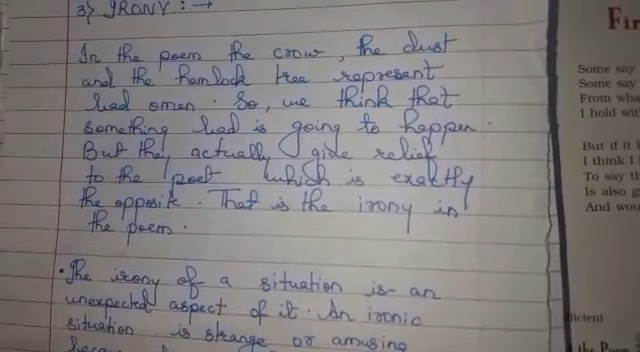 3) IRONY : →
In the poem the crow, the dust
and the hemlock tree represent
bad omen. So, we think that
something bad is going to happen.
But they actually give relief
to the poet which is exaktly
the opposite. That is the irony in
the poem.
• The irony of a situation is an
unexpected aspect of it. An ironic
situation is strange or amusing
Fir
Some say
Some say
From wha
I hold wit
But if it
I think I
To say th
Is also g
And wou
ficient
the Poem